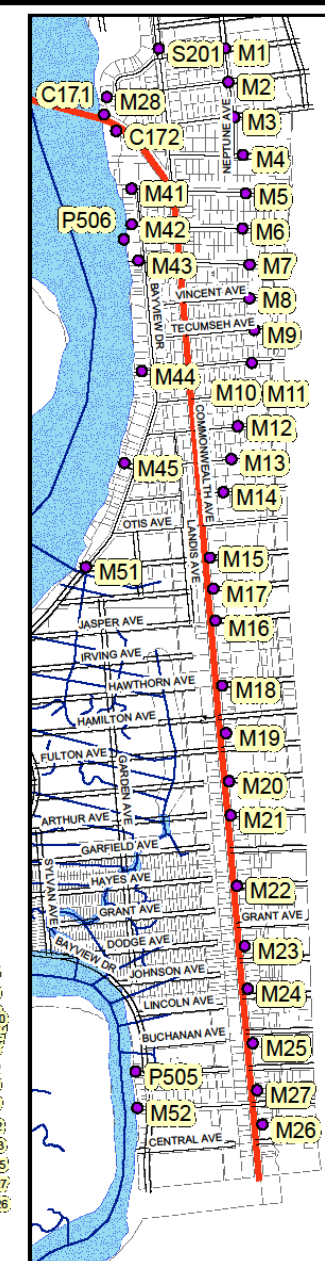 S201
M1
M2
C171
M28
M3
C172
NEPTUNE AVE
M4
M41
M5
P506
M42
M6
M43
M7
BAYVIEW DR
VINCENT AVE
M8
TECUMSEH AVE
M9
M44
M10
M11
COMMONWEALTH AVE
M12
M45
M13
M14
OTIS AVE
LANDIS AVE
M15
M51
M17
JASPER AVE
M16
IRVING AVE
HAWTHORN AVE
M18
HAMILTON AVE
M19
FULTON AVE
GARDEN AVE
M20
ARTHUR AVE
M21
GARFIELD AVE
SYLVAN AVE
HAYES AVE
M22
GRANT AVE
GRANT AVE
DODGE AVE
M23
BAYVIEW DR
JOHNSON AVE
M24
LINCOLN AVE
BUCHANAN AVE
M25
P505
M27
M52
M26
CENTRAL AVE